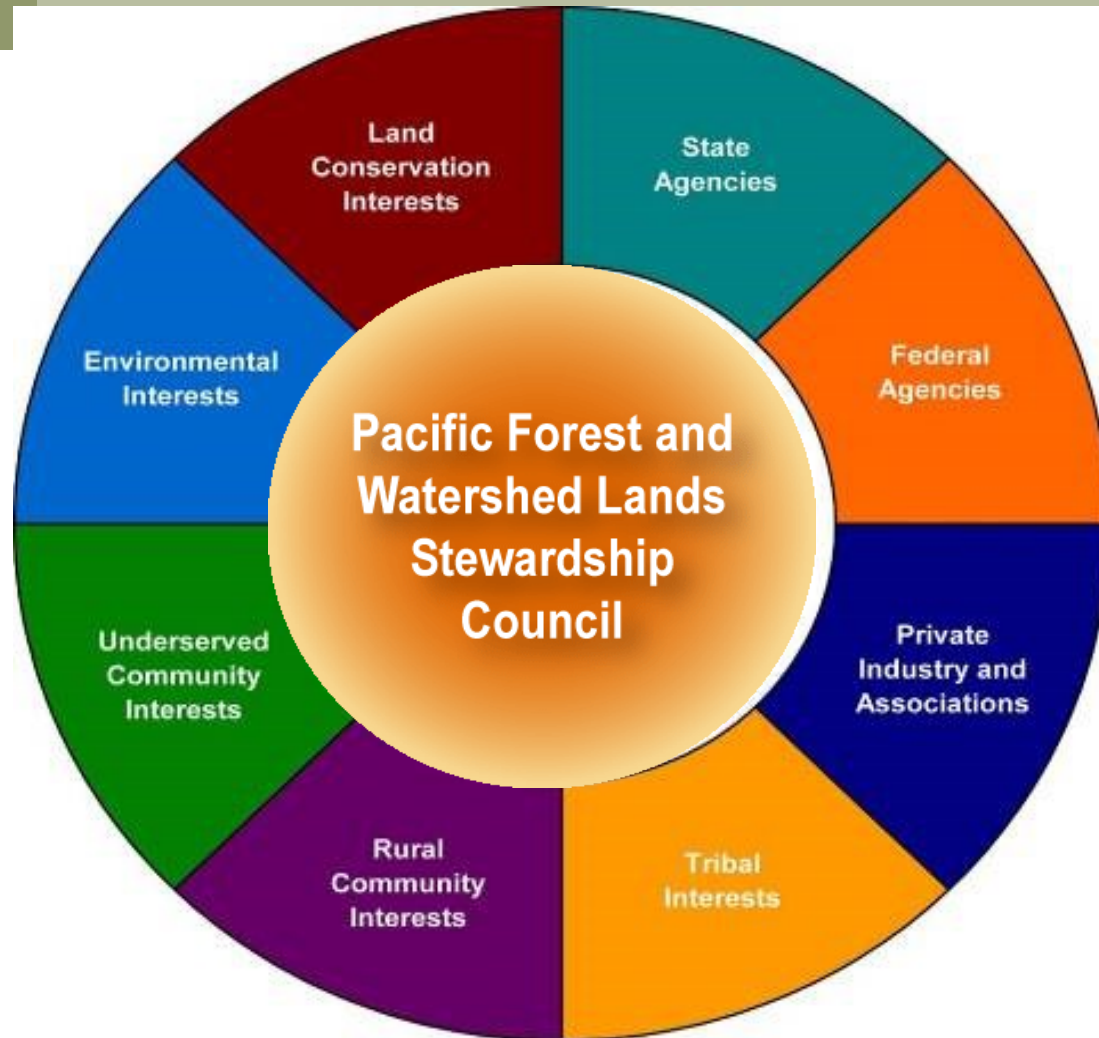 Land
Conservation
Interests
State
Agencies
Environmental
Interests
Federal
Agencies
Pacific Forest and
Watershed Lands
Stewardship
Council
Underserved
Community
Interests
Private
Industry and
Associations
Rural
Community
Interests
Tribal
Interests